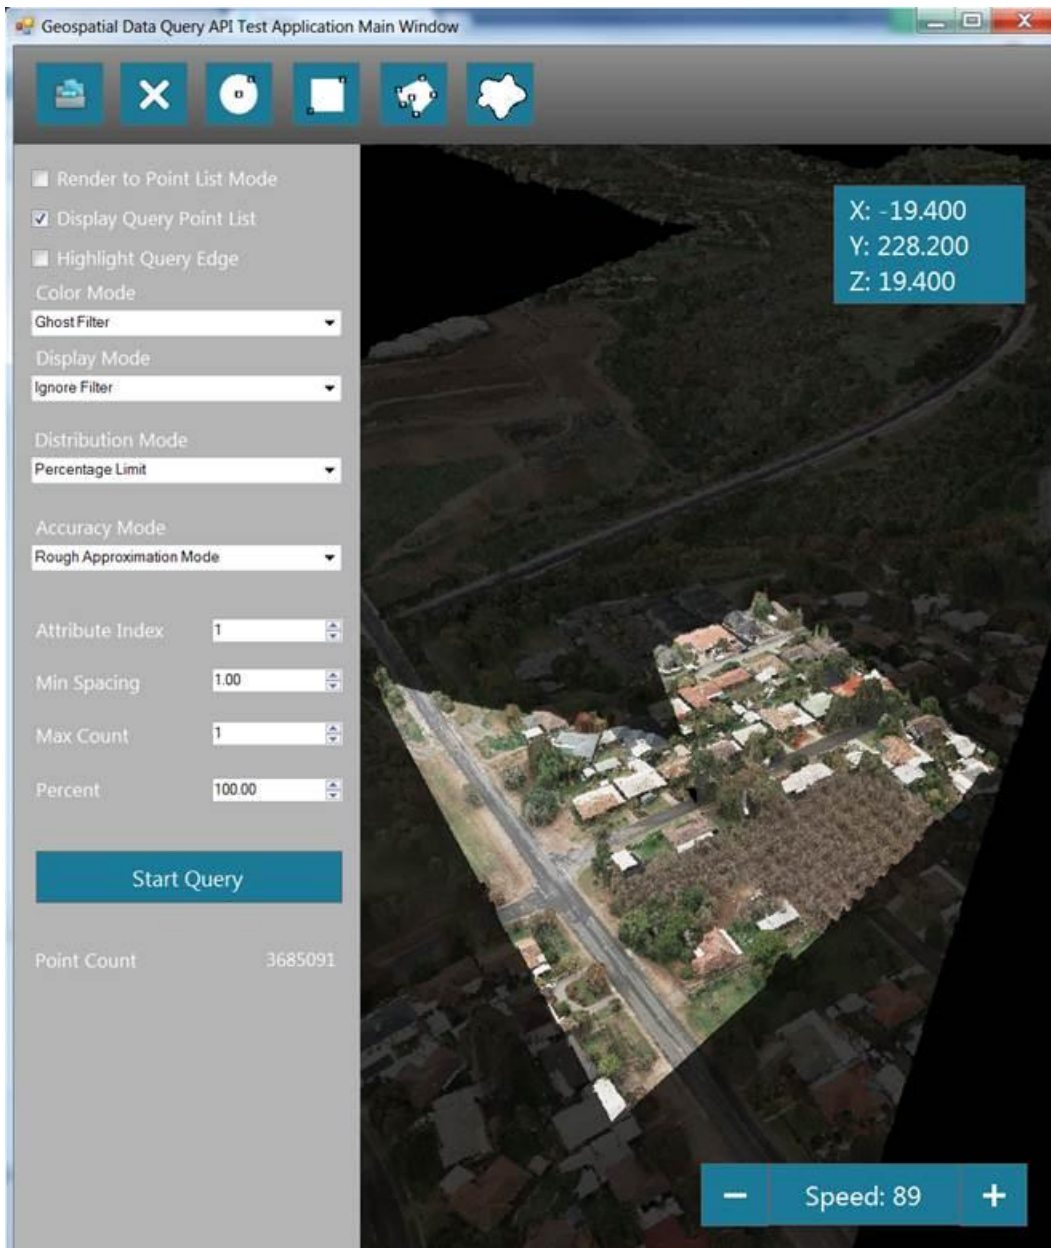 Geospatial Data Query API Test Application Main Window
Render to Point List Mode
Display Query Point List
Highlight Query Edge
Color Mode
Ghost Filter
Display Mode
Ignore Filter
Distribution Mode
Percentage Limit
Accuracy Mode
Rough Approximation Mode
Attribute Index 1
Min Spacing 1.00
Max Count 1
Percent 100.00
Start Query
Point Count 3685091
X: -19.400
Y: 228.200
Z: 19.400
Speed: 89